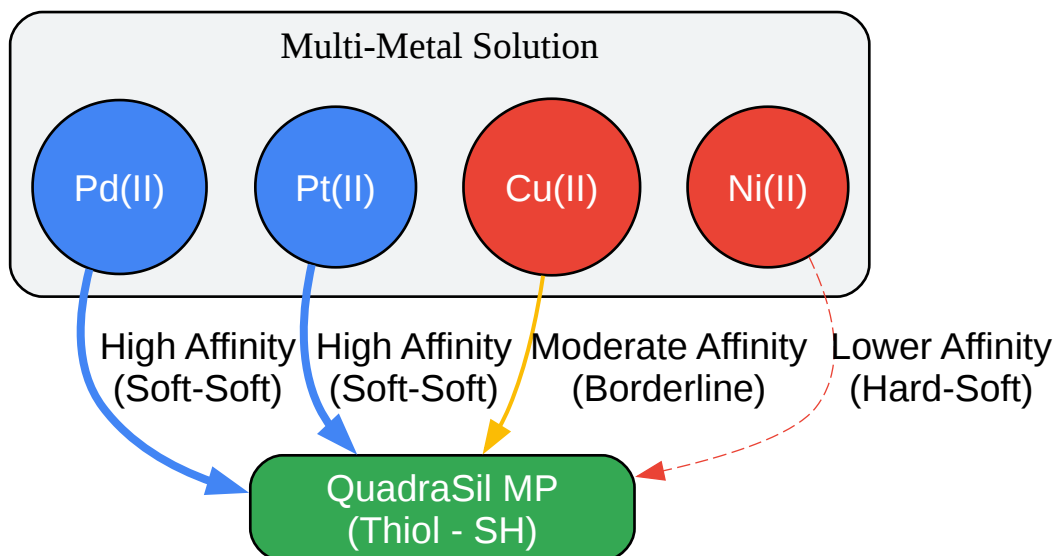 Multi-Metal Solution
Pd(II)
Pt(II)
Cu(II)
Ni(II)
High Affinity
(Soft-Soft)
High Affinity
(Soft-Soft)
Moderate Affinity
(Borderline)
Lower Affinity
(Hard-Soft)
QuadraSil MP
(Thiol - SH)